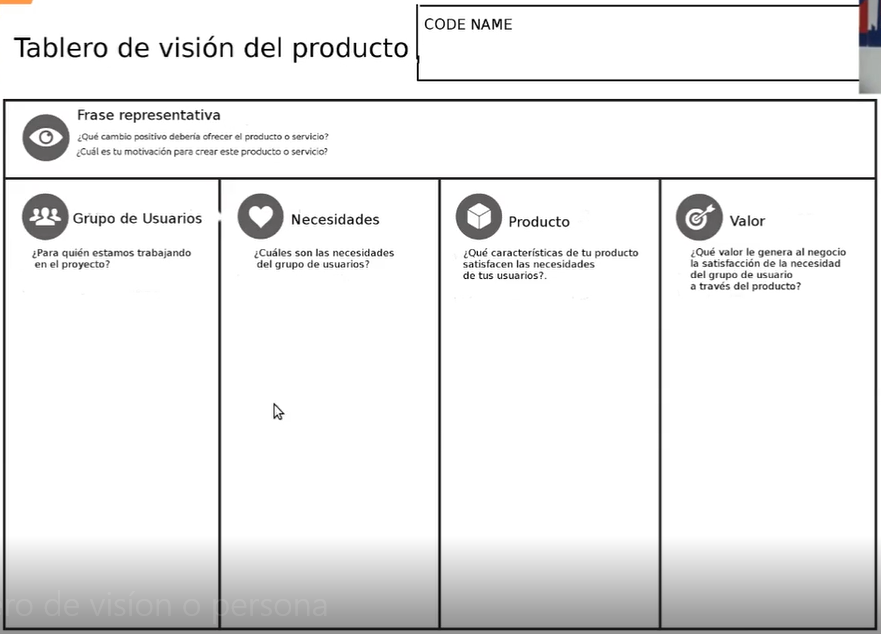 CODE NAME
Tablero de visión del producto
Frase representativa
¿Qué cambio positivo debería ofrecer el producto o servicio?
¿Cuál es tu motivación para crear este producto o servicio?
Grupo de Usuarios
¿Para quién estamos trabajando
en el proyecto?
Necesidades
¿Cuáles son las necesidades
del grupo de usuarios?
Producto
¿Qué características de tu producto
satisfacen las necesidades
de tus usuarios?.
Valor
¿Qué valor le genera al negocio
la satisfacción de la necesidad
del grupo de usuario
a través del producto?
ro de visíon o persona